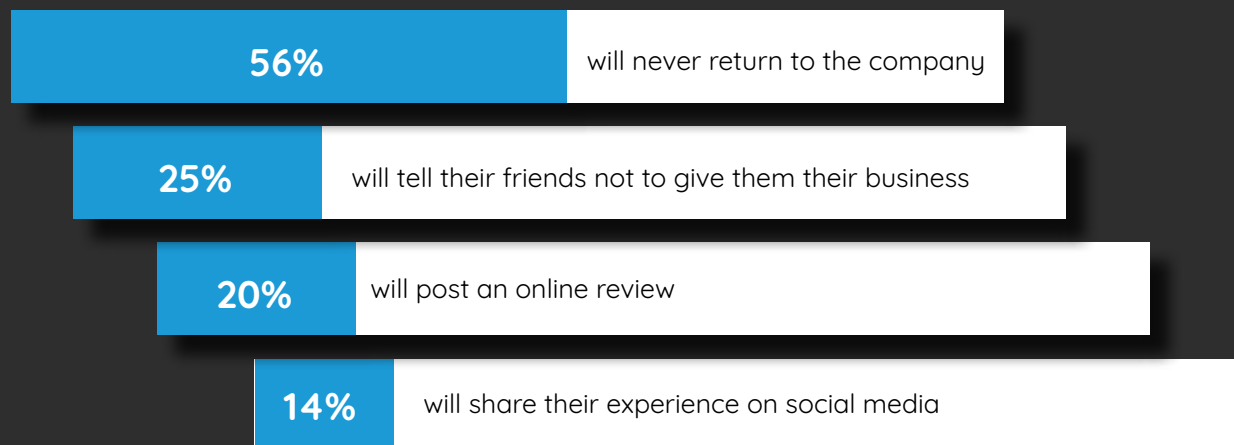 56% will never return to the company
25% will tell their friends not to give them their business
20% will post an online review
14% will share their experience on social media